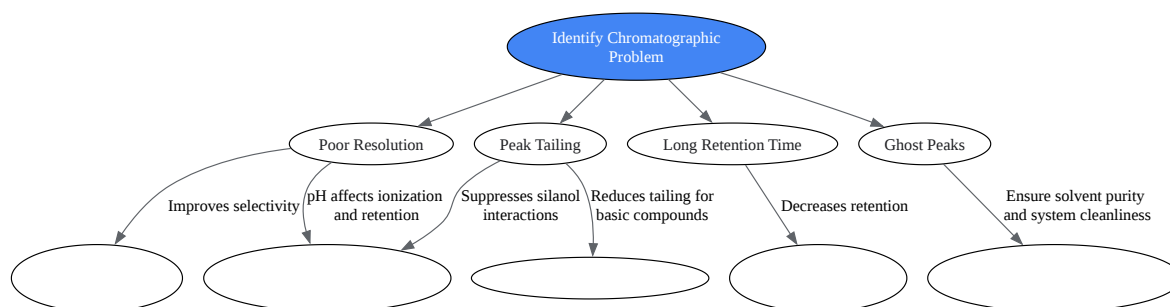 Identify Chromatographic
Problem
Poor Resolution
Peak Tailing
Long Retention Time
Ghost Peaks
Improves selectivity
pH affects ionization
and retention
Suppresses silanol
interactions
Reduces tailing for
basic compounds
Decreases retention
Ensure solvent purity
and system cleanliness